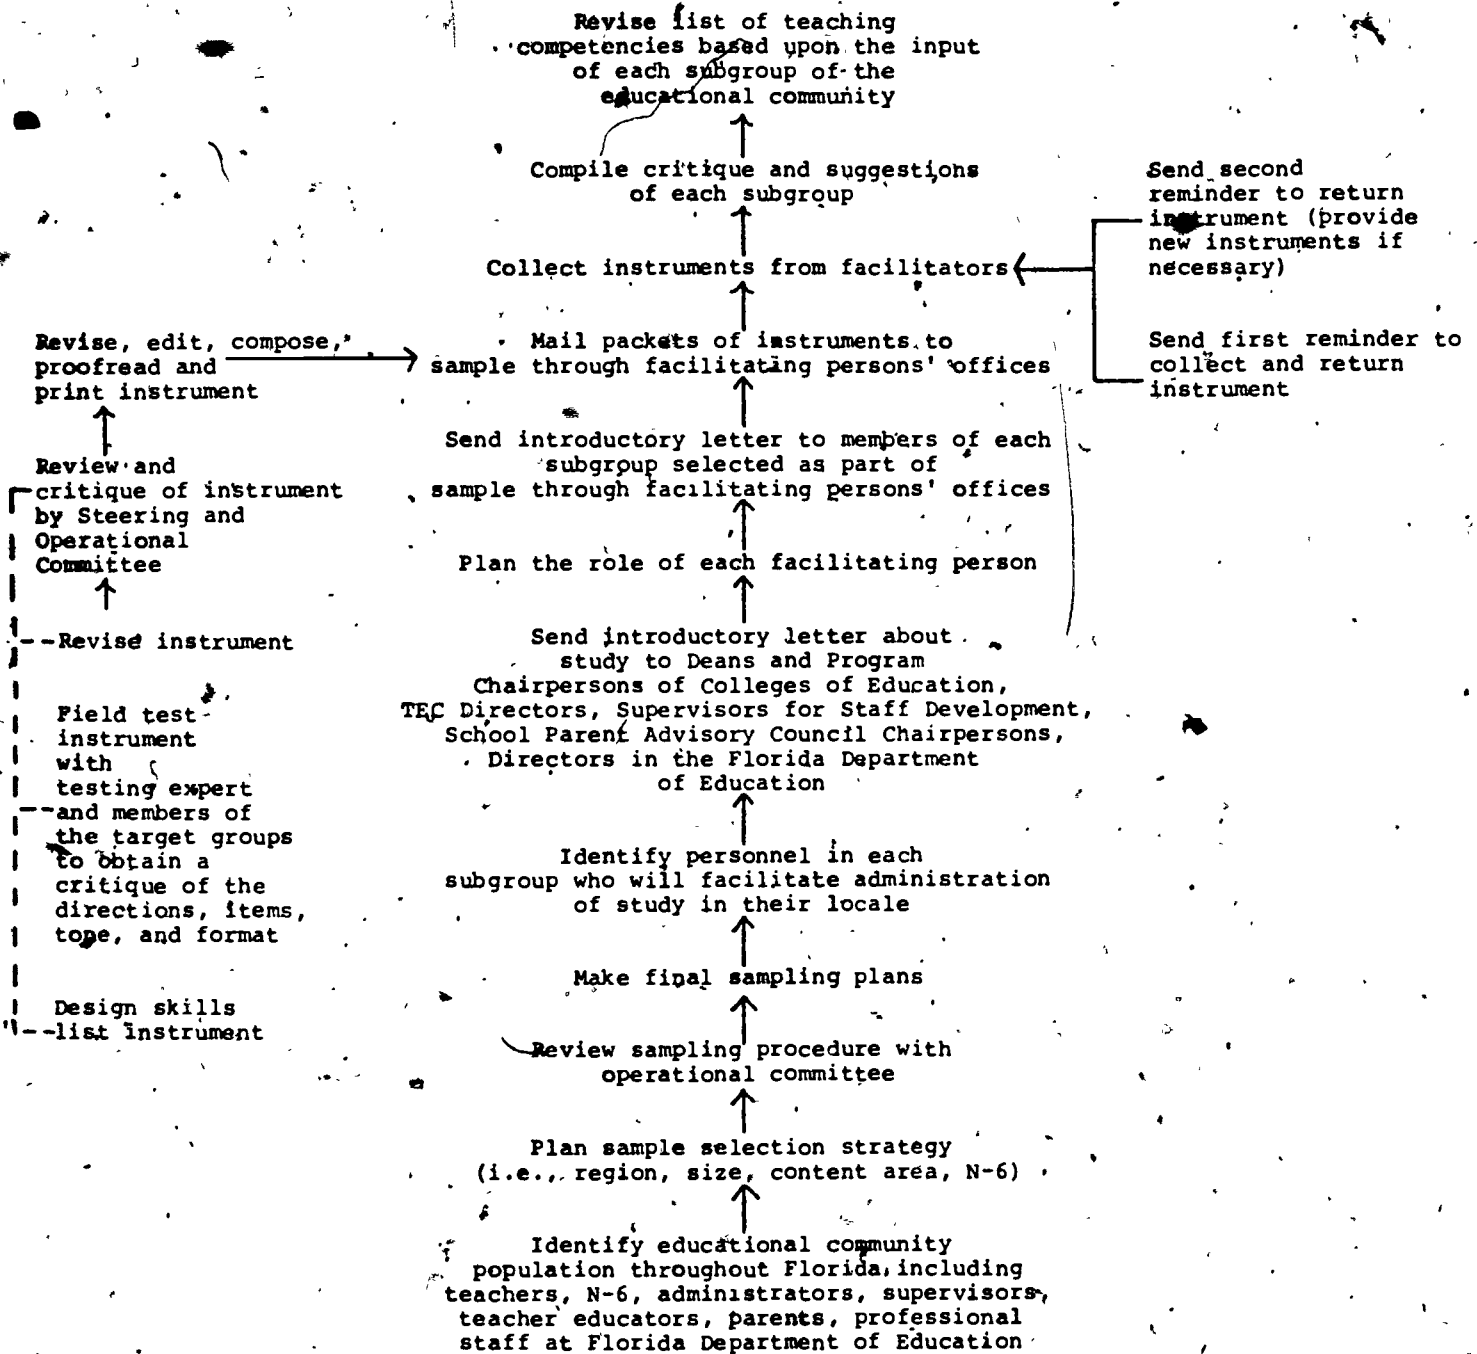 Revise list of teaching
competencies based upon the input
of each subgroup of the
educational community
Compile critique and suggestions
of each subgroup
Collect instruments from facilitators
Mail packets of instruments to
sample through facilitating persons' offices
Send introductory letter to members of each
subgroup selected as part of
sample through facilitating persons' offices
Plan the role of each facilitating person
Send introductory letter about
study to Deans and Program
Chairpersons of Colleges of Education,
TEC Directors, Supervisors for Staff Development,
School Parent Advisory Council Chairpersons,
Directors in the Florida Department
of Education
Identify personnel in each
subgroup who will facilitate administration
of study in their locale
Make final sampling plans
Review sampling procedure with
operational committee
Plan sample selection strategy
(i.e., region, size, content area, N-6)
Identify educational community
population throughout Florida, including
teachers, N-6, administrators, supervisors,
teacher educators, parents, professional
staff at Florida Department of Education
Revise, edit, compose,
proofread and
print instrument
Review and
critique of instrument
by Steering and
Operational
Committee
Revise instrument
Field test
instrument
with
testing expert
and members of
the target groups
to obtain a
critique of the
directions, items,
tone, and format
Design skills
list instrument
Send second
reminder to return
instrument (provide
new instruments if
necessary)
Send first reminder to
collect and return
instrument